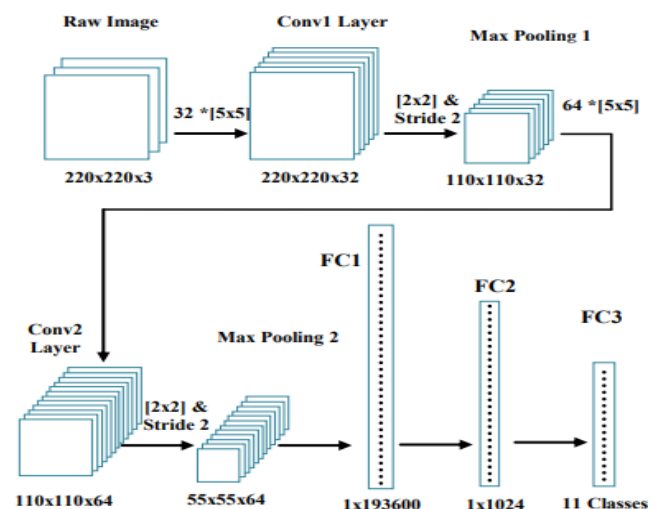 Raw Image
Conv1 Layer
Max Pooling 1
32 *[5x5]
[2x2] &
Stride 2
64 *[5x5]
220x220x3
220x220x32
110x110x32
FC1
FC2
FC3
Conv2
Layer
Max Pooling 2
[2x2] &
Stride 2
110x110x64
55x55x64
1x193600
1x1024
11 Classes